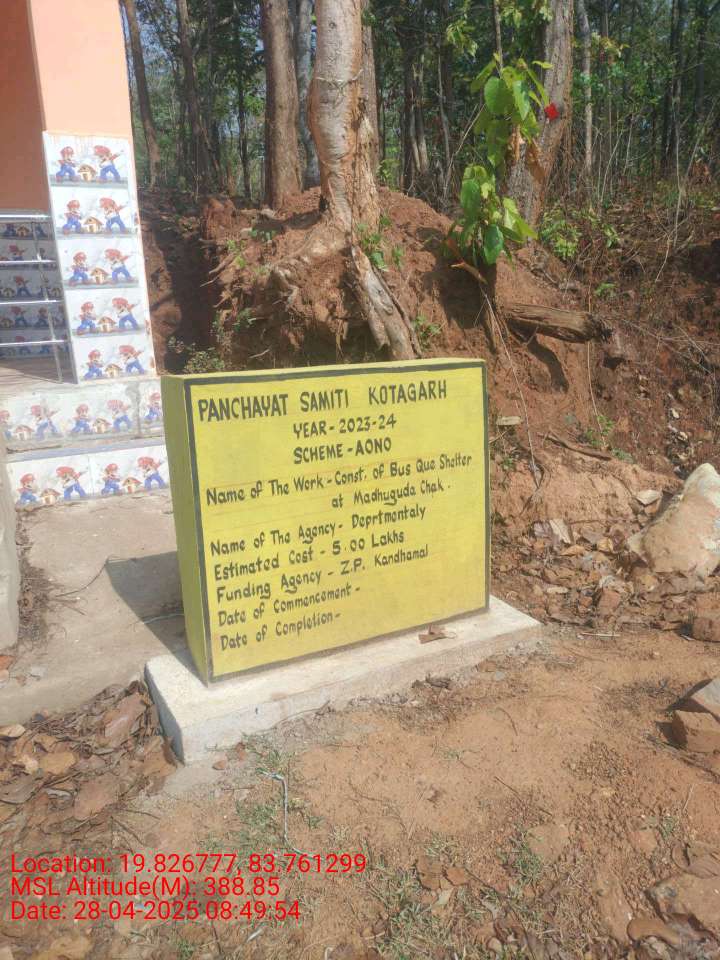 PANCHAYAT SAMITI KOTAGARH
YEAR-2023-24
SCHEME-AONO
Name of The Work-Const. of Bus Que Shelter
at Madhuguda Chak.
Name of The Agency- Deprtmentaly
Estimated Cost - 5.00 Lakhs
Funding Agency - Z.P. Kandhamal
Date of Commencement-
Date of Completion-
Location: 19.826777, 83.761299
MSL Altitude(M): 388.85
Date: 28-04-2025 08:49:54